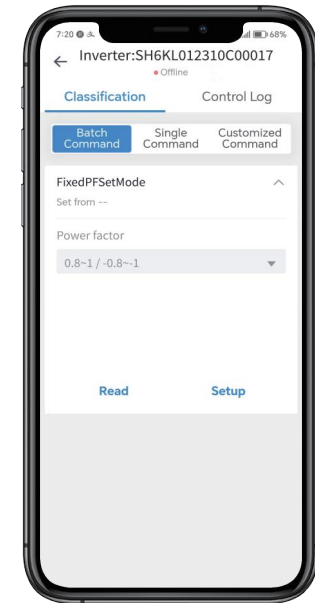 7:20
68%
Inverter:SH6KL012310C00017
Offline
Classification
Control Log
Batch
Command
Single
Command
Customized
Command
FixedPFSetMode
Set from --
Power factor
0.8~1 / -0.8~-1
Read
Setup